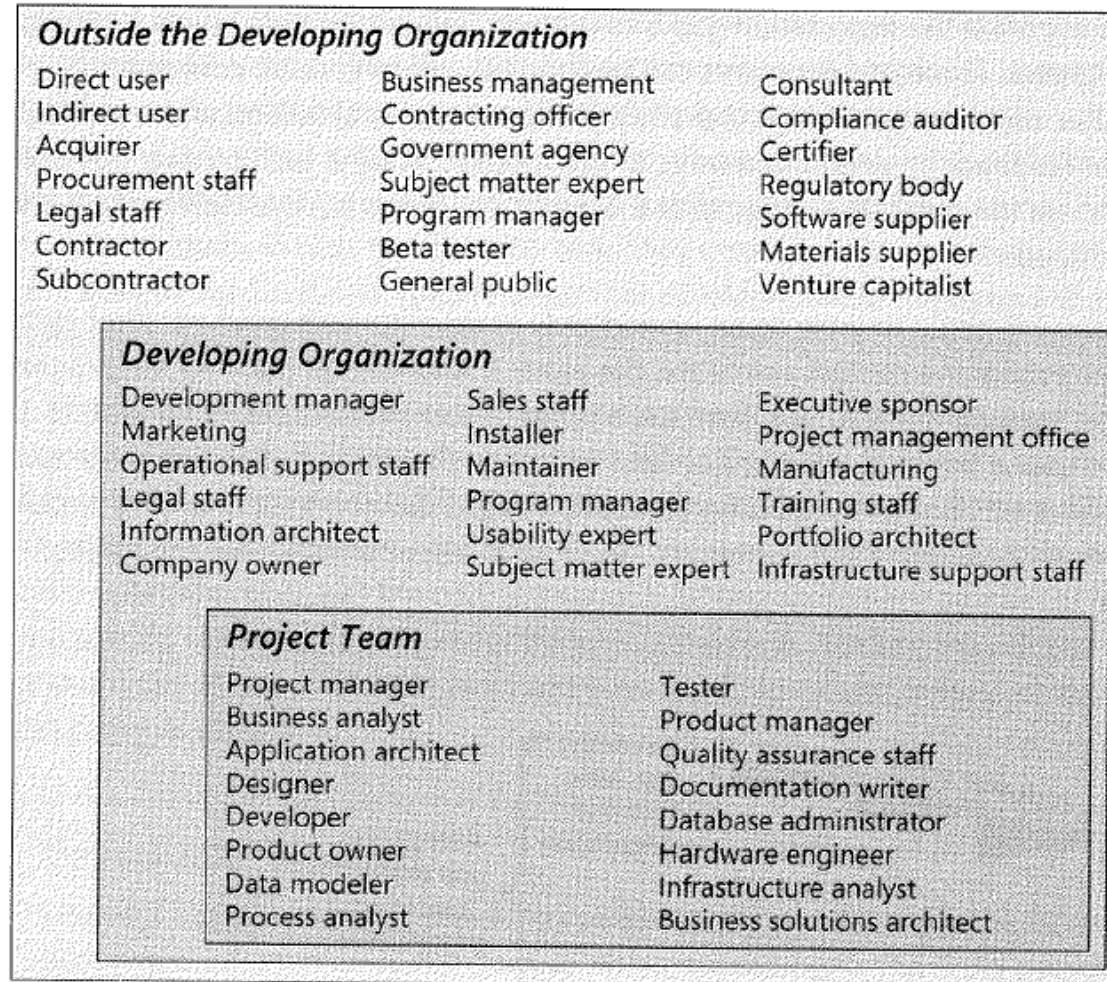 Outside the Developing Organization
Direct user
Indirect user
Acquirer
Procurement staff
Legal staff
Contractor
Subcontractor
Business management
Contracting officer
Government agency
Subject matter expert
Program manager
Beta tester
General public
Consultant
Compliance auditor
Certifier
Regulatory body
Software supplier
Materials supplier
Venture capitalist
Developing Organization
Development manager
Marketing
Operational support staff
Legal staff
Information architect
Company owner
Sales staff
Installer
Maintainer
Program manager
Usability expert
Subject matter expert
Executive sponsor
Project management office
Manufacturing
Training staff
Portfolio architect
Infrastructure support staff
Project Team
Project manager
Business analyst
Application architect
Designer
Developer
Product owner
Data modeler
Process analyst
Tester
Product manager
Quality assurance staff
Documentation writer
Database administrator
Hardware engineer
Infrastructure analyst
Business solutions architect